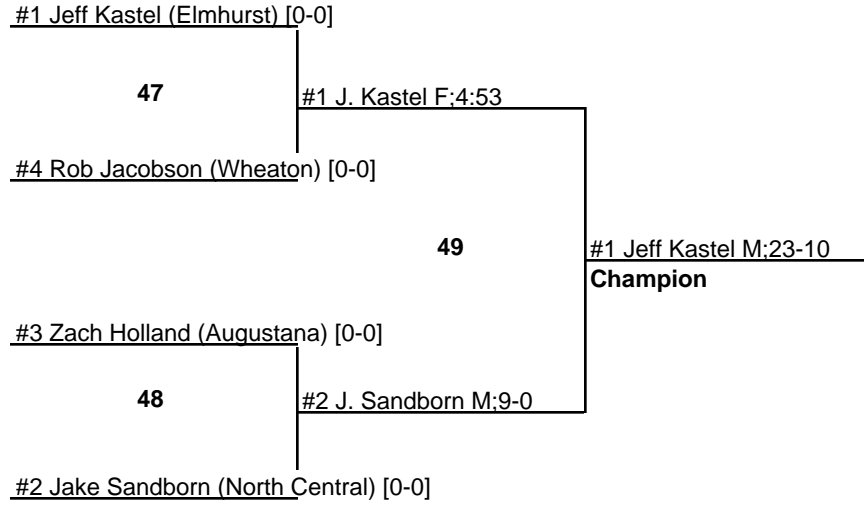 #1 Jeff Kastel (Elmhurst) [0-0]
47
#1 J. Kastel F;4:53
#4 Rob Jacobson (Wheaton) [0-0]
49
#1 Jeff Kastel M;23-10
Champion
#3 Zach Holland (Augustana) [0-0]
48
#2 J. Sandborn M;9-0
#2 Jake Sandborn (North Central) [0-0]